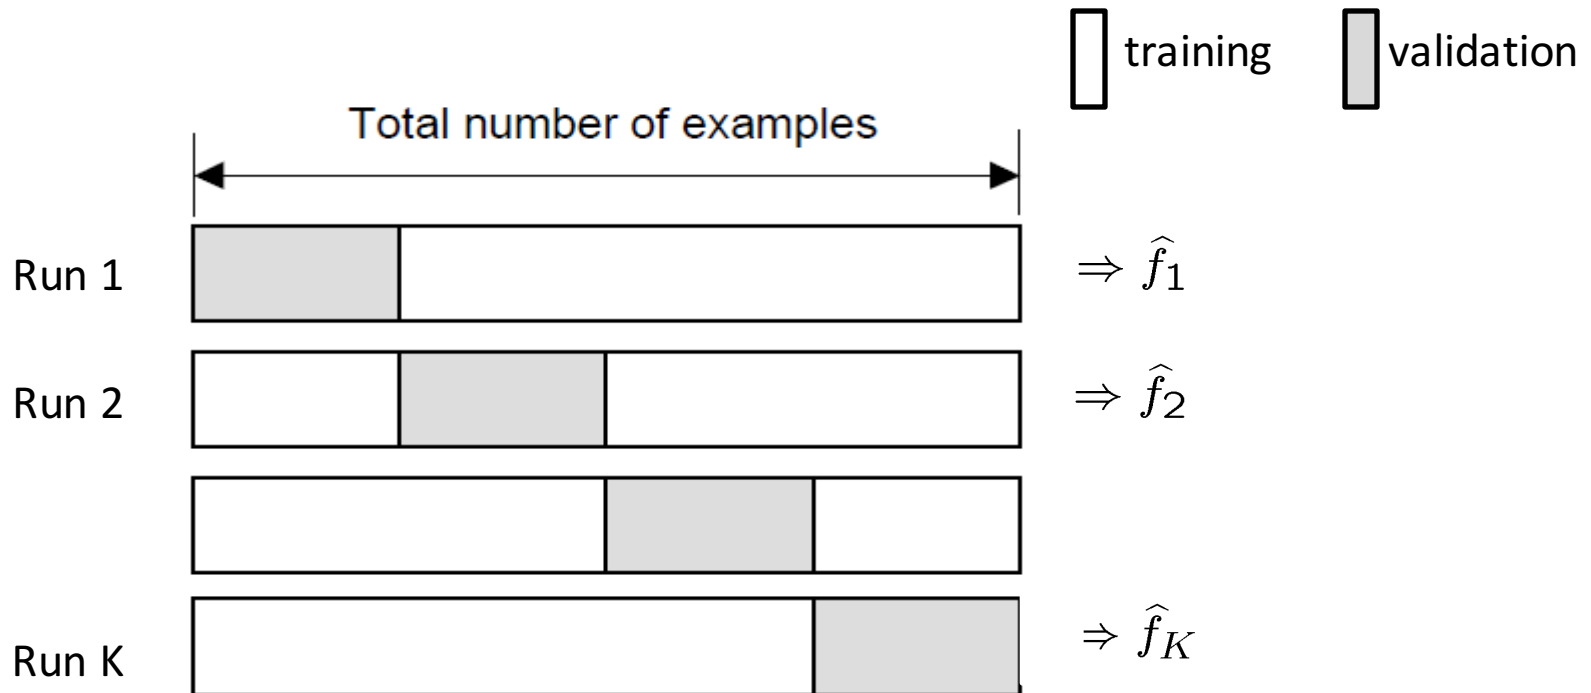 training
validation
Total number of examples
Run 1
⇒ f̂₁
Run 2
⇒ f̂₂
Run K
⇒ f̂_K